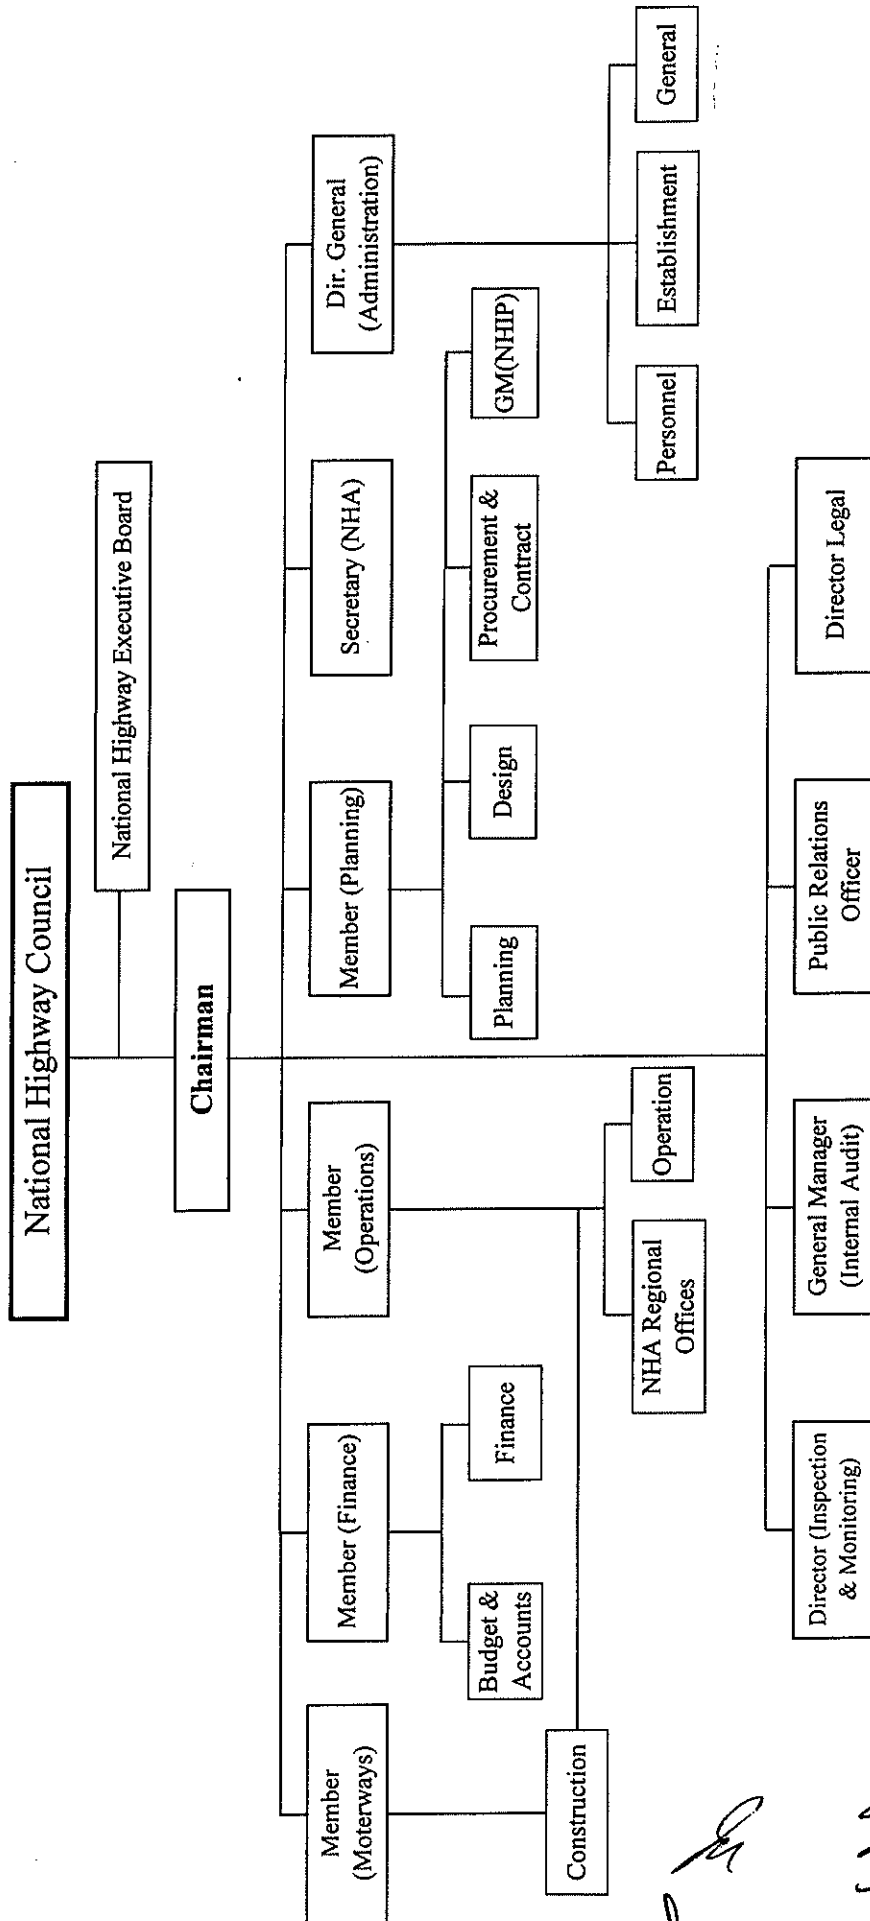 National Highway Council
National Highway Executive Board
Chairman
Member
(Moterways)
Member (Finance)
Member
(Operations)
Member (Planning)
Secretary (NHA)
Dir. General
(Administration)
Budget &
Accounts
Finance
Planning
Design
Procurement &
Contract
GM(NHIP)
Construction
NHA Regional
Offices
Operation
Personnel
Establishment
General
Director (Inspection
& Monitoring)
General Manager
(Internal Audit)
Public Relations
Officer
Director Legal